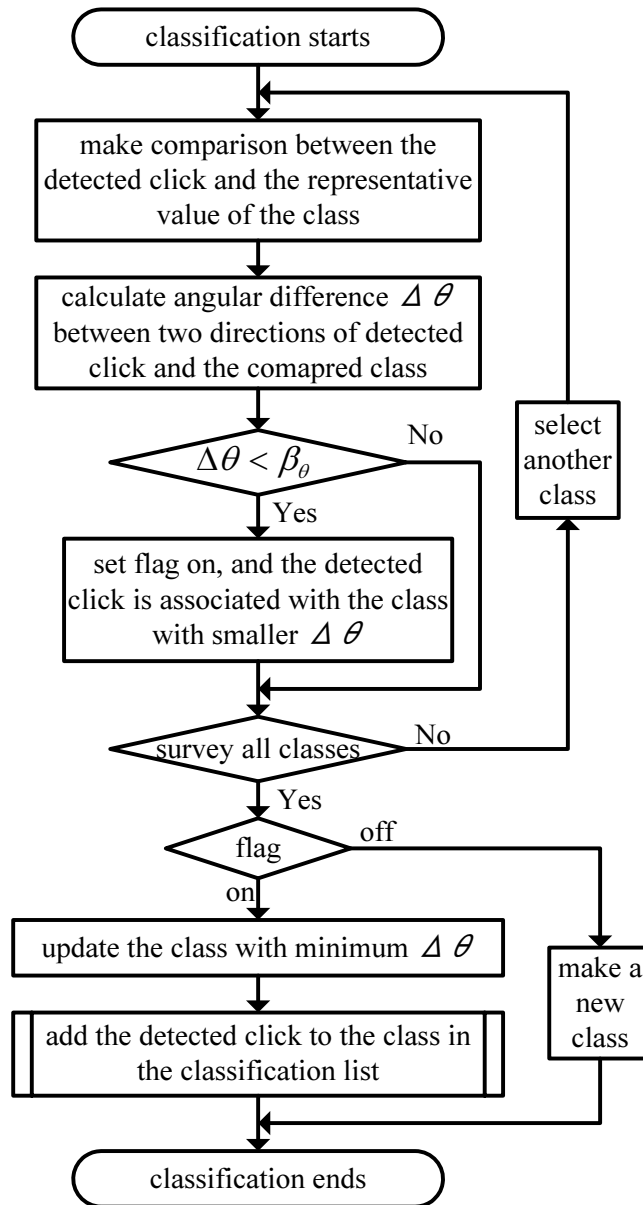 classification starts
make comparison between the
detected click and the representative
value of the class
calculate angular difference Δθ
between two directions of detected
click and the comapred class
Δθ < β_θ
No
Yes
select
another
class
set flag on, and the detected
click is associated with the class
with smaller Δθ
survey all classes
No
Yes
flag
off
on
update the class with minimum Δθ
make a
new
class
add the detected click to the class in
the classification list
classification ends